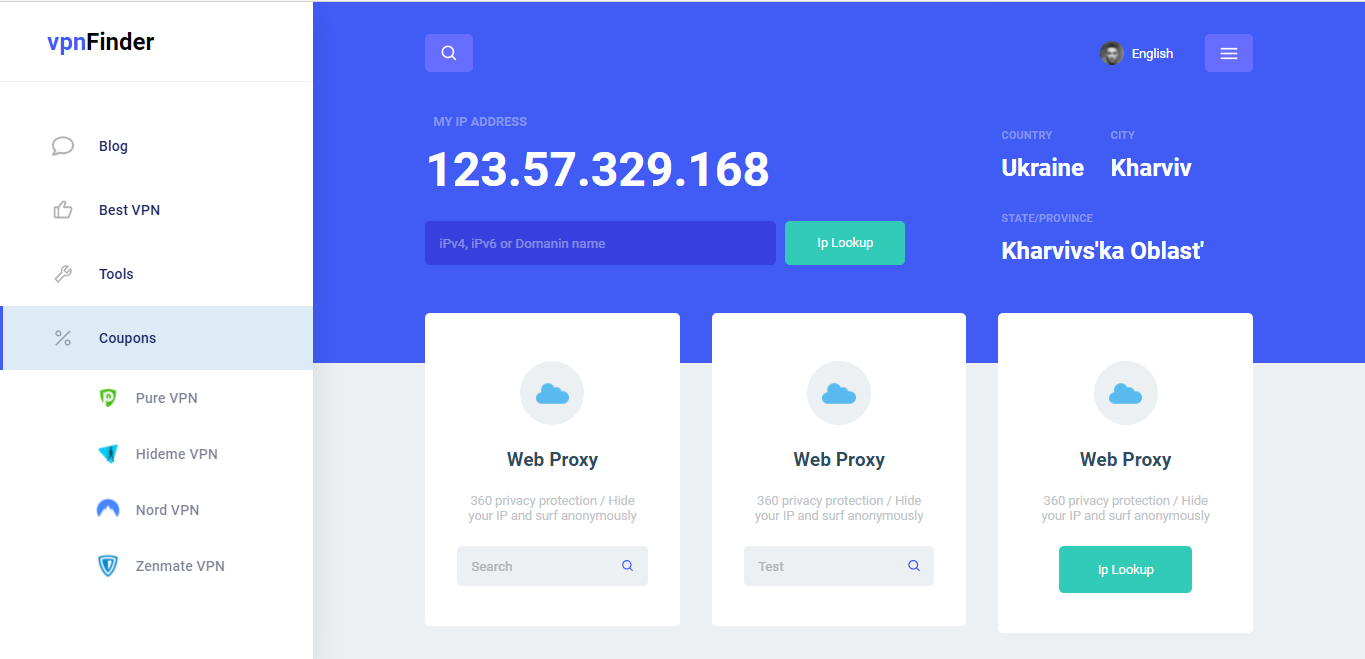 vpnFinder
Blog
Best VPN
Tools
Coupons
Pure VPN
Hideme VPN
Nord VPN
Zenmate VPN
English
MY IP ADDRESS
123.57.329.168
iPv4, iPv6 or Domanin name
Ip Lookup
COUNTRY
Ukraine
CITY
Kharviv
STATE/PROVINCE
Kharvivs'ka Oblast'
Web Proxy
360 privacy protection / Hide
your IP and surf anonymously
Search
Web Proxy
360 privacy protection / Hide
your IP and surf anonymously
Test
Web Proxy
360 privacy protection / Hide
your IP and surf anonymously
Ip Lookup